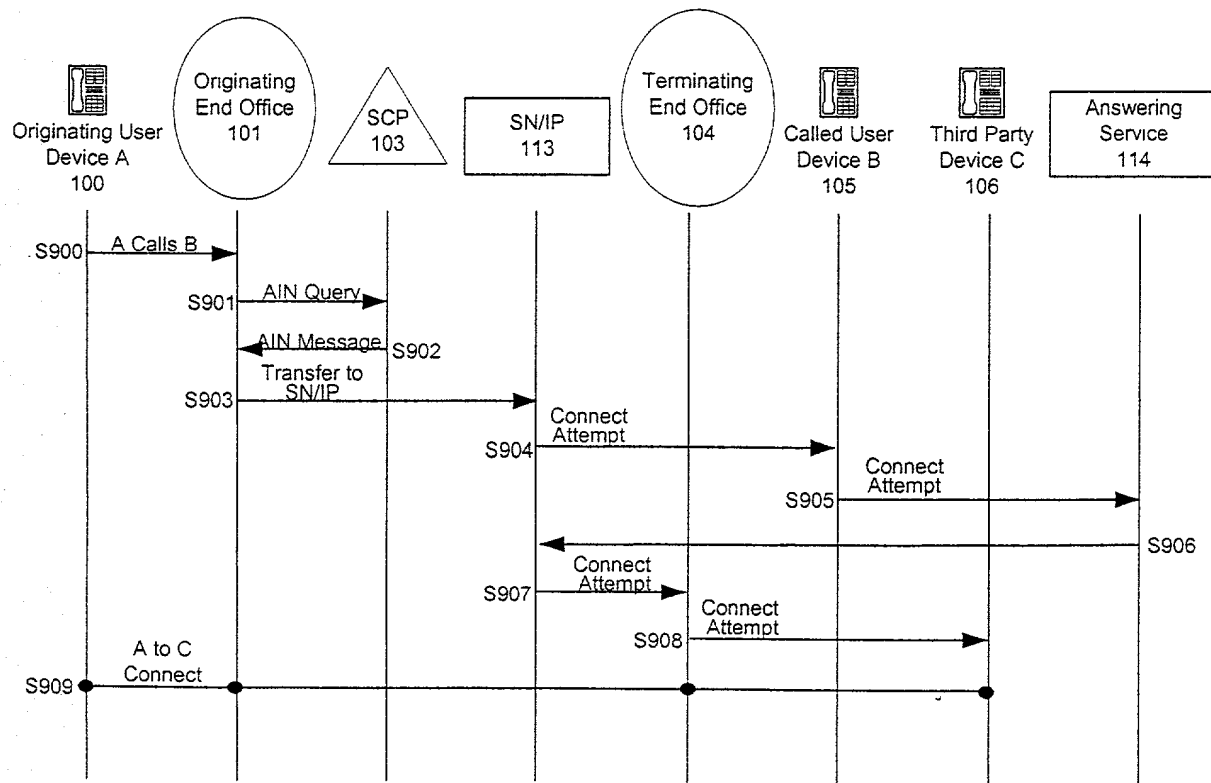 Originating User
Device A
100
Originating
End Office
101
SCP
103
SN/IP
113
Terminating
End Office
104
Called User
Device B
105
Third Party
Device C
106
Answering
Service
114
S900
A Calls B
S901
AIN Query
AIN Message
S902
Transfer to
SN/IP
S903
Connect
Attempt
S904
Connect
Attempt
S905
S906
Connect
Attempt
S907
Connect
Attempt
S908
A to C
Connect
S909